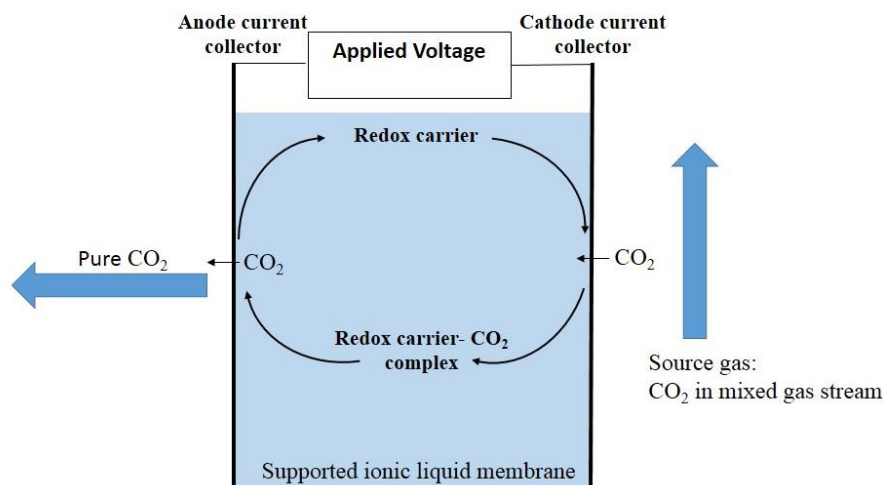 Anode current
collector
Applied Voltage
Cathode current
collector
Redox carrier
Pure CO₂
CO₂
CO₂
Redox carrier- CO₂
complex
Source gas:
CO₂ in mixed gas stream
Supported ionic liquid membrane